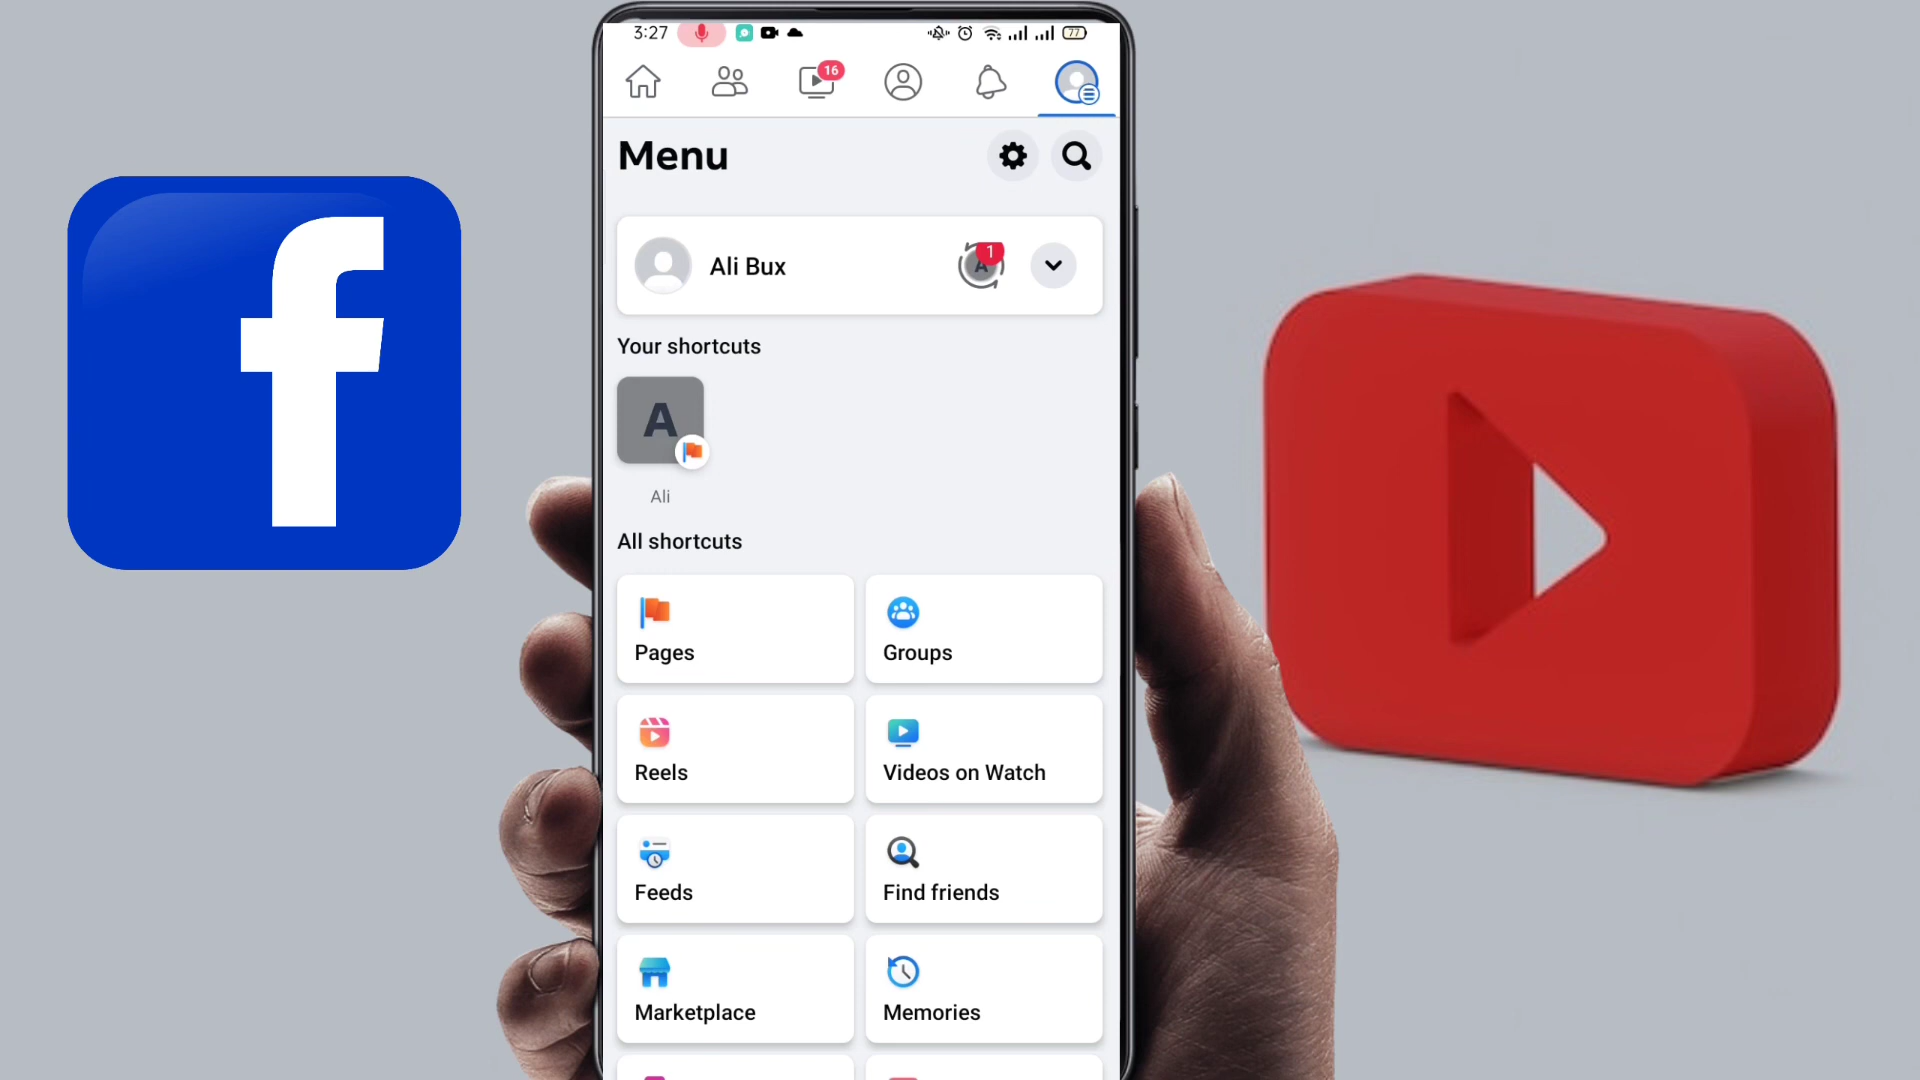 3:27
77
16
Menu
Ali Bux
A
1
Your shortcuts
A
Ali
All shortcuts
Pages
Groups
Reels
Videos on Watch
Feeds
Find friends
Marketplace
Memories
f